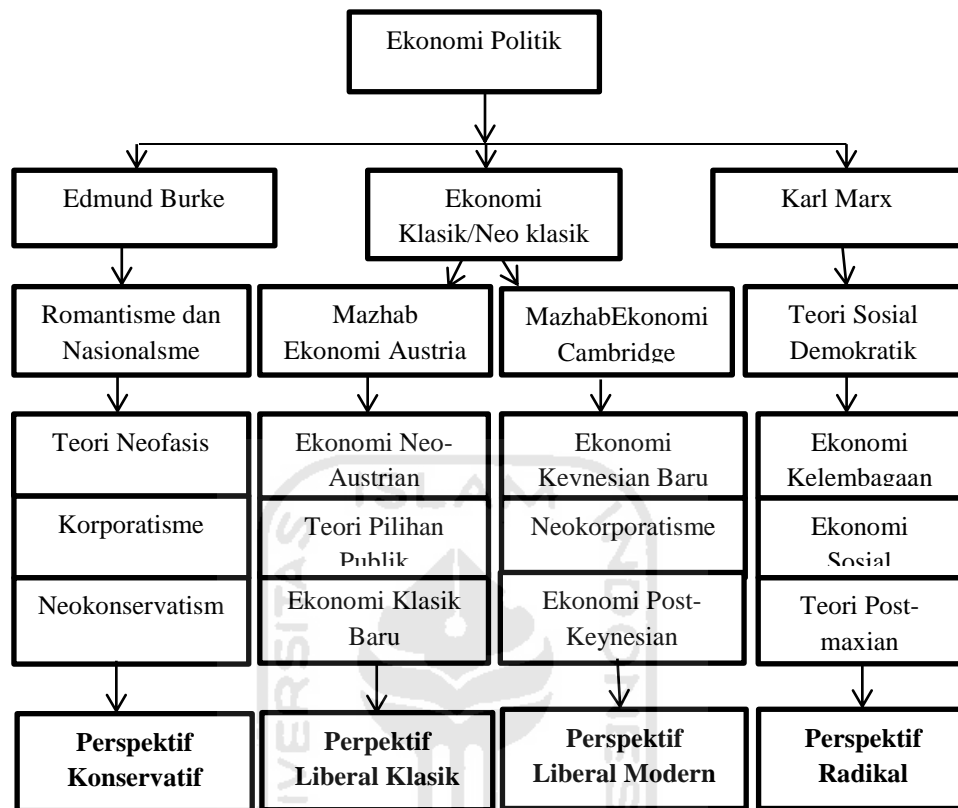 Ekonomi Politik
Edmund Burke
Ekonomi
Klasik/Neo klasik
Karl Marx
Romantisme dan
Nasionalsme
Mazhab
Ekonomi Austria
MazhabEkonomi
Cambridge
Teori Sosial
Demokratik
Teori Neofasis
Ekonomi Neo-
Austrian
Ekonomi
Keynesian Baru
Ekonomi
Kelembagaan
Korporatisme
Teori Pilihan
Publik
Neokorporatisme
Ekonomi
Sosial
Neokonservatism
Ekonomi Klasik
Baru
Ekonomi Post-
Keynesian
Teori Post-
maxian
Perspektif
Konservatif
Perpektif
Liberal Klasik
Perspektif
Liberal Modern
Perspektif
Radikal
ISLAM